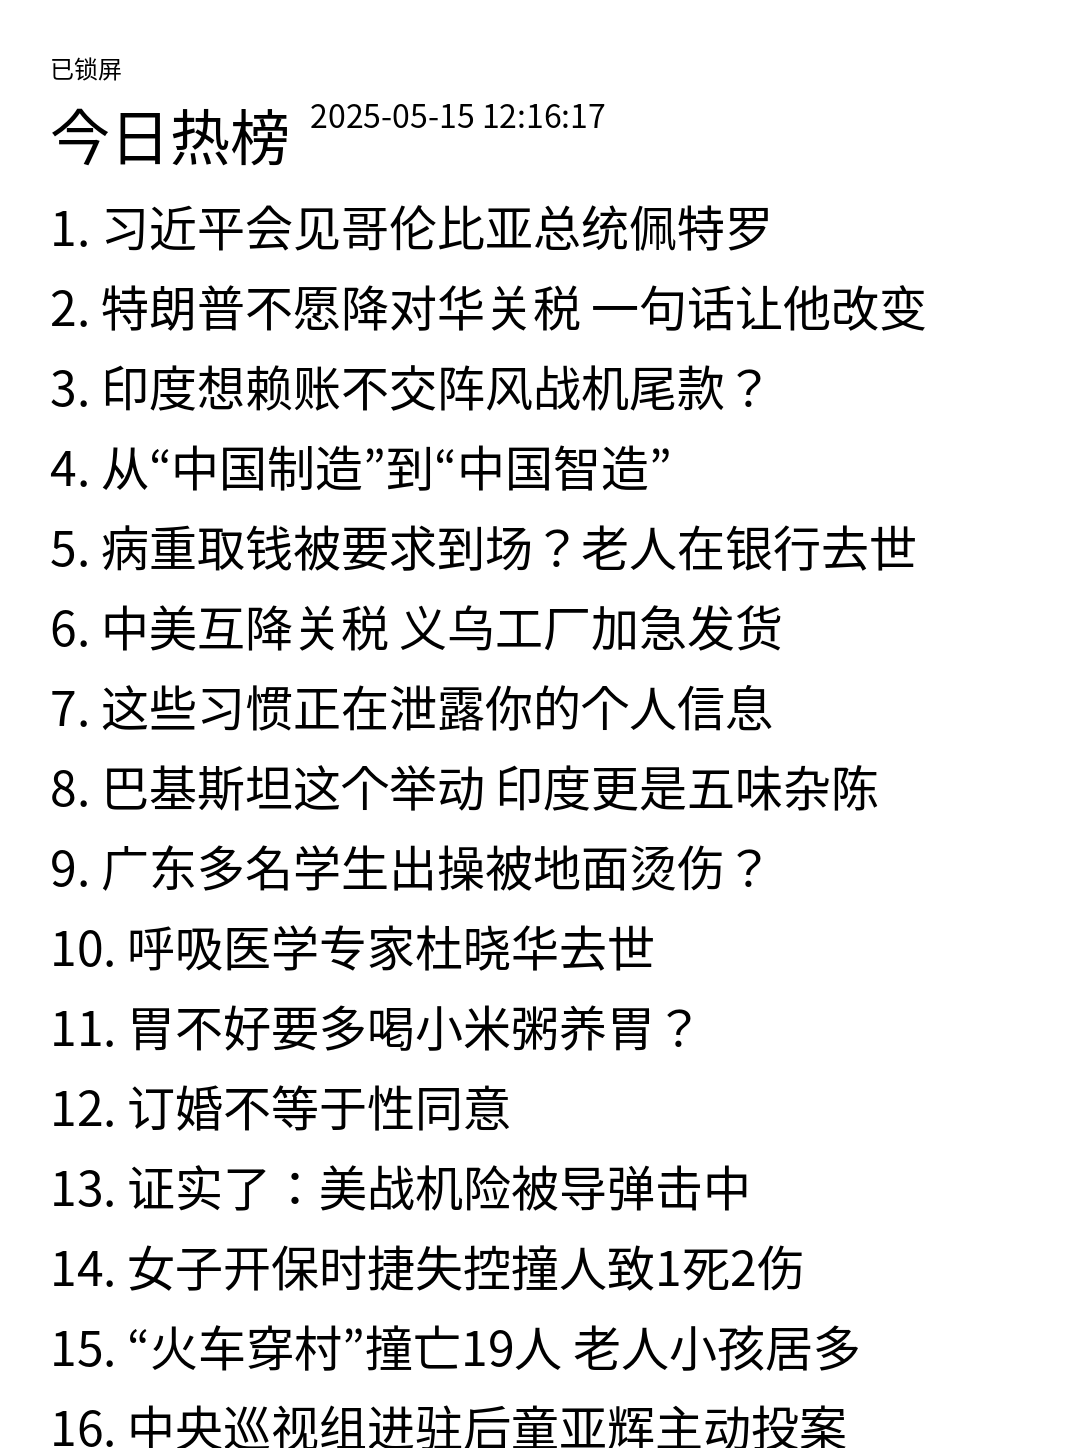 已锁屏
今日热榜 2025-05-15 12:16:17
1. 习近平会见哥伦比亚总统佩特罗
2. 特朗普不愿降对华关税 一句话让他改变
3. 印度想赖账不交阵风战机尾款？
4. 从“中国制造”到“中国智造”
5. 病重取钱被要求到场？老人在银行去世
6. 中美互降关税 义乌工厂加急发货
7. 这些习惯正在泄露你的个人信息
8. 巴基斯坦这个举动 印度更是五味杂陈
9. 广东多名学生出操被地面烫伤？
10. 呼吸医学专家杜晓华去世
11. 胃不好要多喝小米粥养胃？
12. 订婚不等于性同意
13. 证实了：美战机险被导弹击中
14. 女子开保时捷失控撞人致1死2伤
15. “火车穿村”撞亡19人 老人小孩居多
16. 中央巡视组进驻后童亚辉主动投案